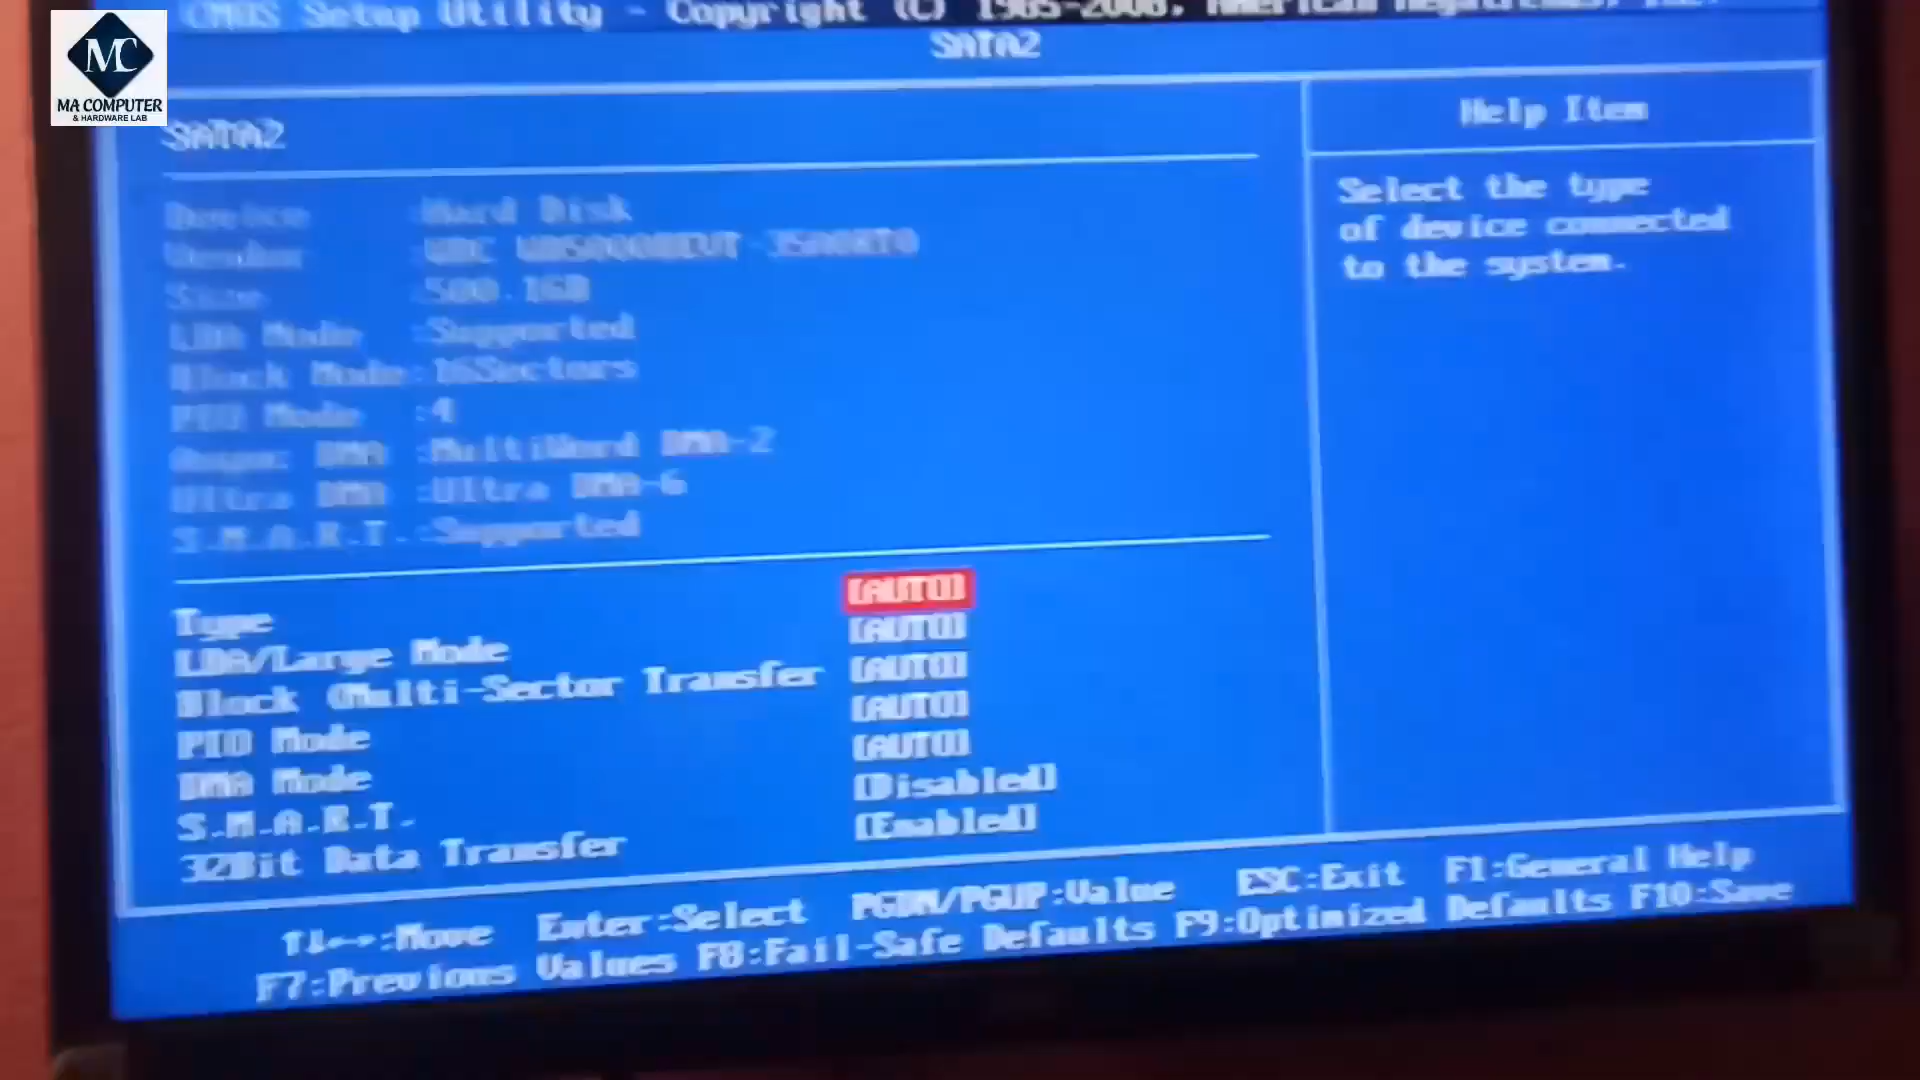 CMOS Setup Utility - Copyright (C) 1985-2008, American Megatrends, Inc.
SATA2
MC
MA COMPUTER
& HARDWARE LAB
SATA2
Help Item
Device :Hard Disk
Vendor :WDC
Size :500.1GB
LBA Mode :Supported
Block Mode:16Sectors
PIO Mode :4
Async DMA :MultiWord DMA-2
Ultra DMA :Ultra DMA-6
S.M.A.R.T.:Supported
Select the type
of device connected
to the system.
Type [AUTO]
LBA/Large Mode [AUTO]
Block (Multi-Sector Transfer [AUTO]
PIO Mode [AUTO]
DMA Mode [AUTO]
S.M.A.R.T. [Disabled]
32Bit Data Transfer [Enabled]
↑↓←→:Move Enter:Select PGDN/PGUP:Value ESC:Exit F1:General Help
F7:Previous Values F8:Fail-Safe Defaults F9:Optimized Defaults F10:Save